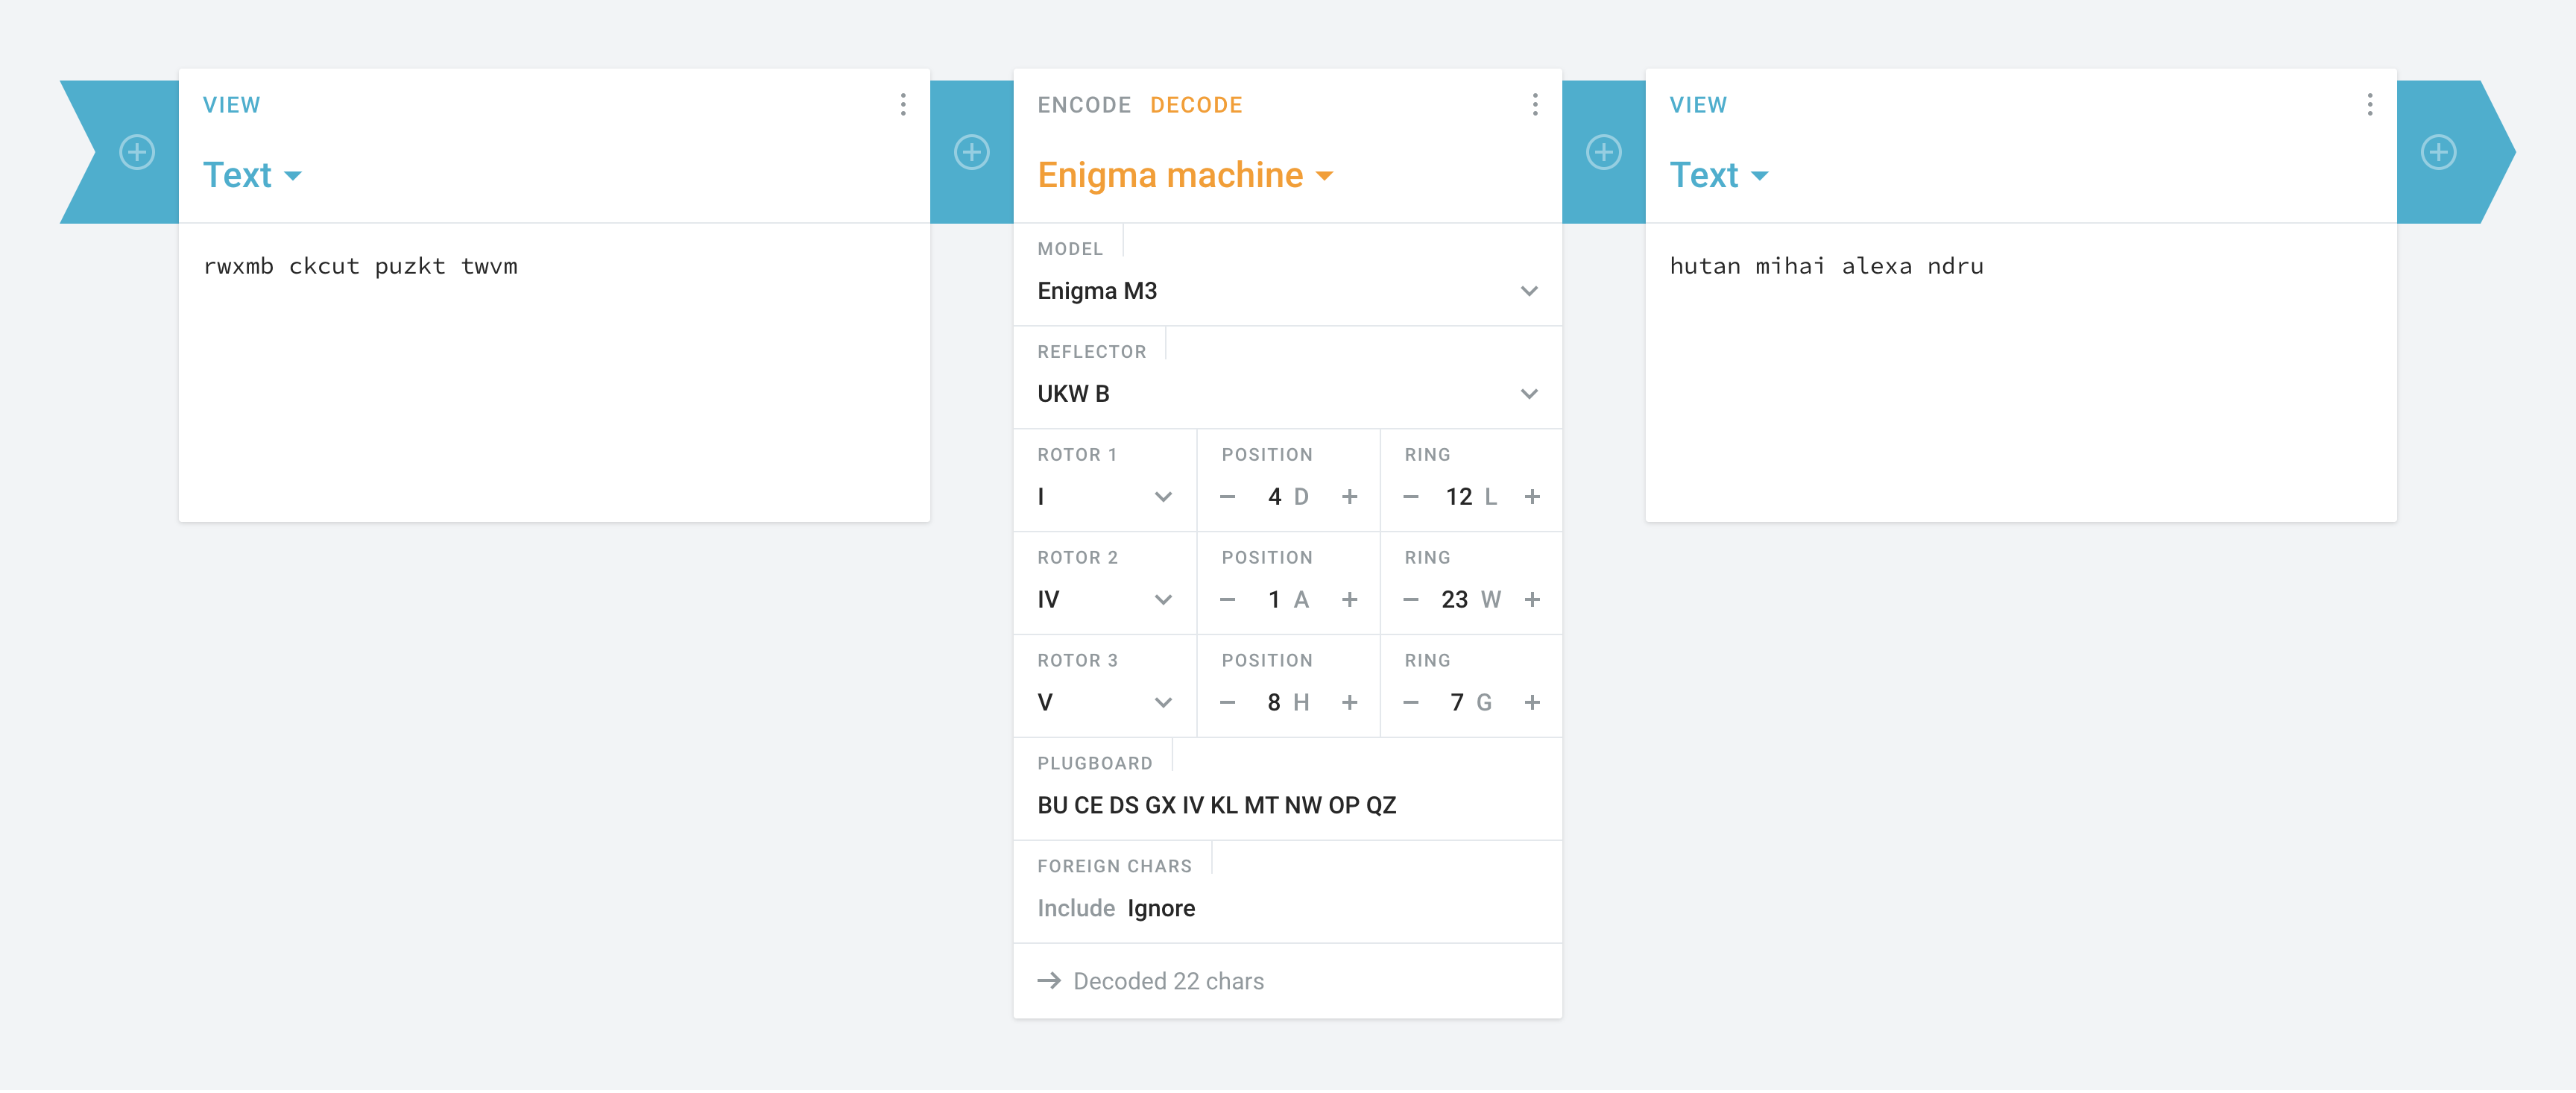 VIEW
Text
rwxmb ckcut puzkt twvm
ENCODE DECODE
Enigma machine
MODEL
Enigma M3
REFLECTOR
UKW B
ROTOR 1 POSITION RING
I − 4 D + − 12 L +
ROTOR 2 POSITION RING
IV − 1 A + − 23 W +
ROTOR 3 POSITION RING
V − 8 H + − 7 G +
PLUGBOARD
BU CE DS GX IV KL MT NW OP QZ
FOREIGN CHARS
Include Ignore
→ Decoded 22 chars
VIEW
Text
hutan mihai alexa ndru